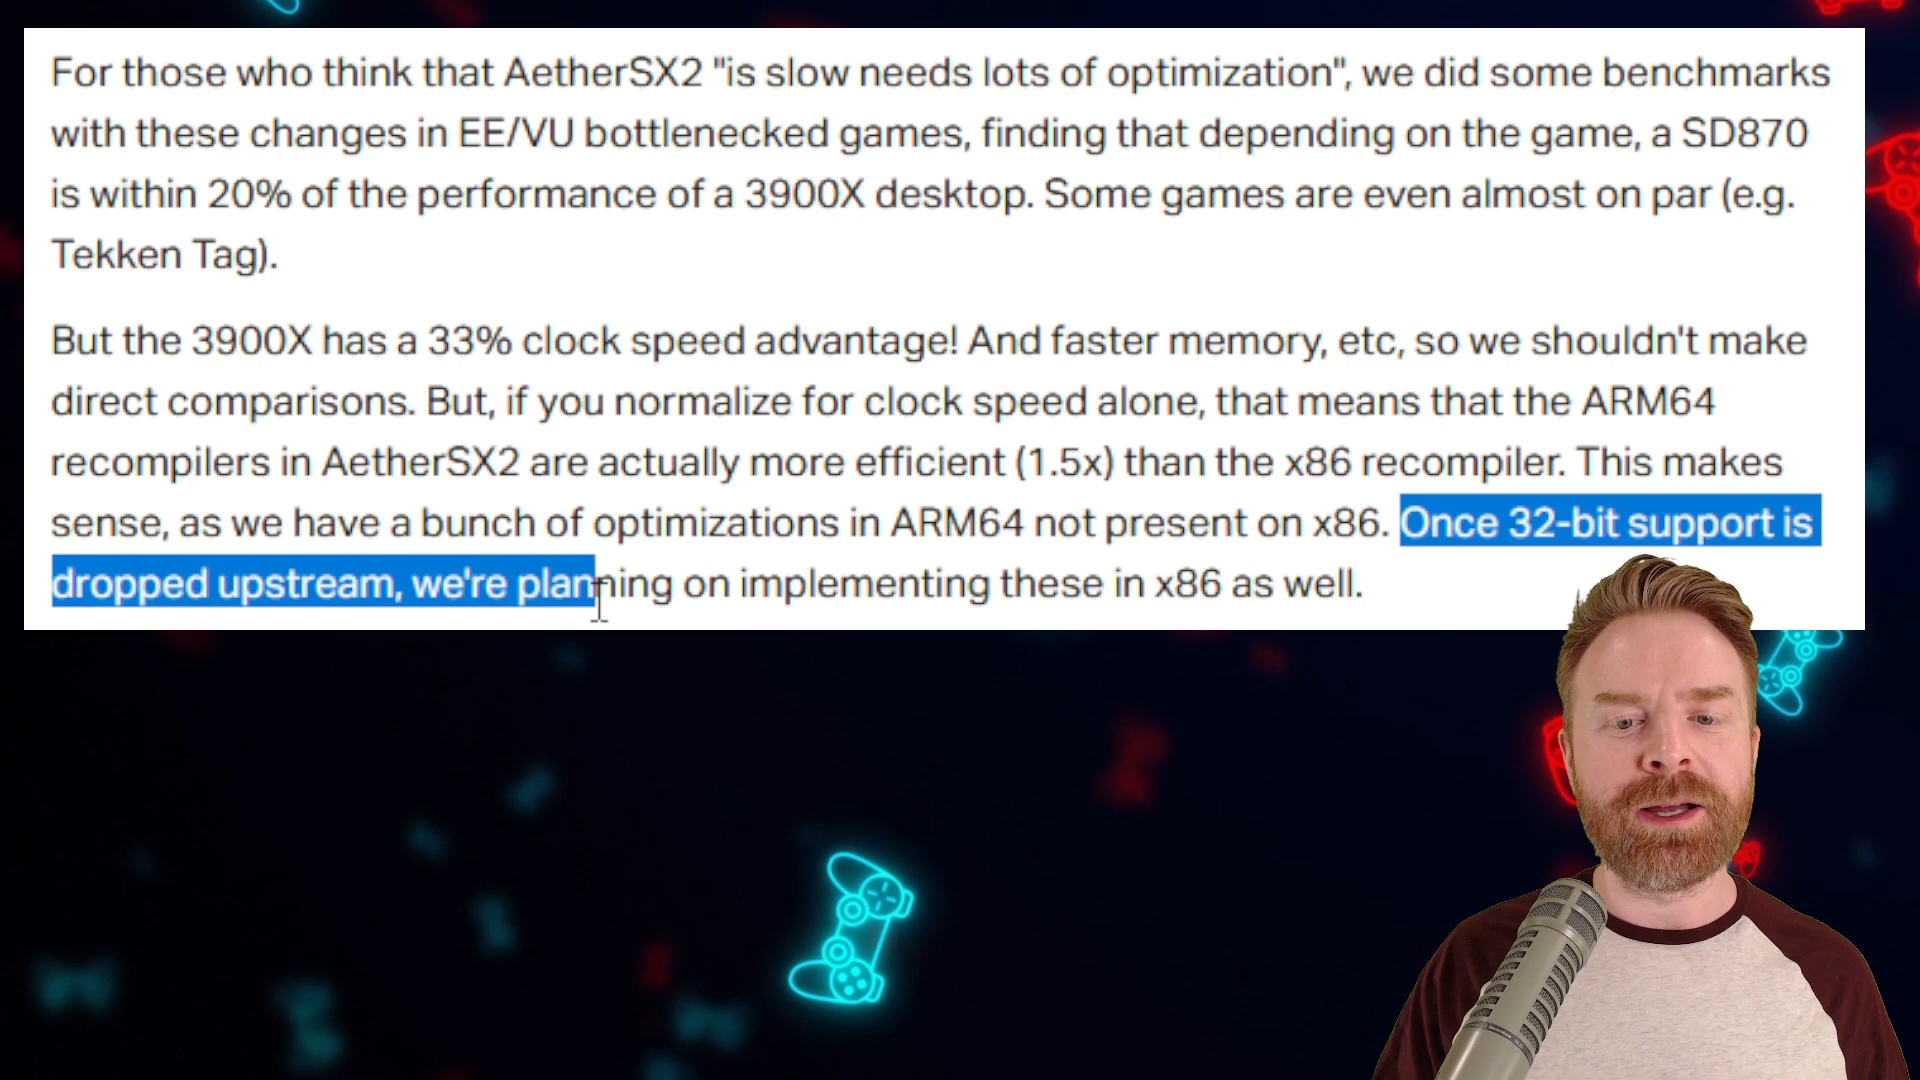 For those who think that AetherSX2 "is slow needs lots of optimization", we did some benchmarks
with these changes in EE/VU bottlenecked games, finding that depending on the game, a SD870
is within 20% of the performance of a 3900X desktop. Some games are even almost on par (e.g.
Tekken Tag).
But the 3900X has a 33% clock speed advantage! And faster memory, etc, so we shouldn't make
direct comparisons. But, if you normalize for clock speed alone, that means that the ARM64
recompilers in AetherSX2 are actually more efficient (1.5x) than the x86 recompiler. This makes
sense, as we have a bunch of optimizations in ARM64 not present on x86. Once 32-bit support is
dropped upstream, we're planning on implementing these in x86 as well.